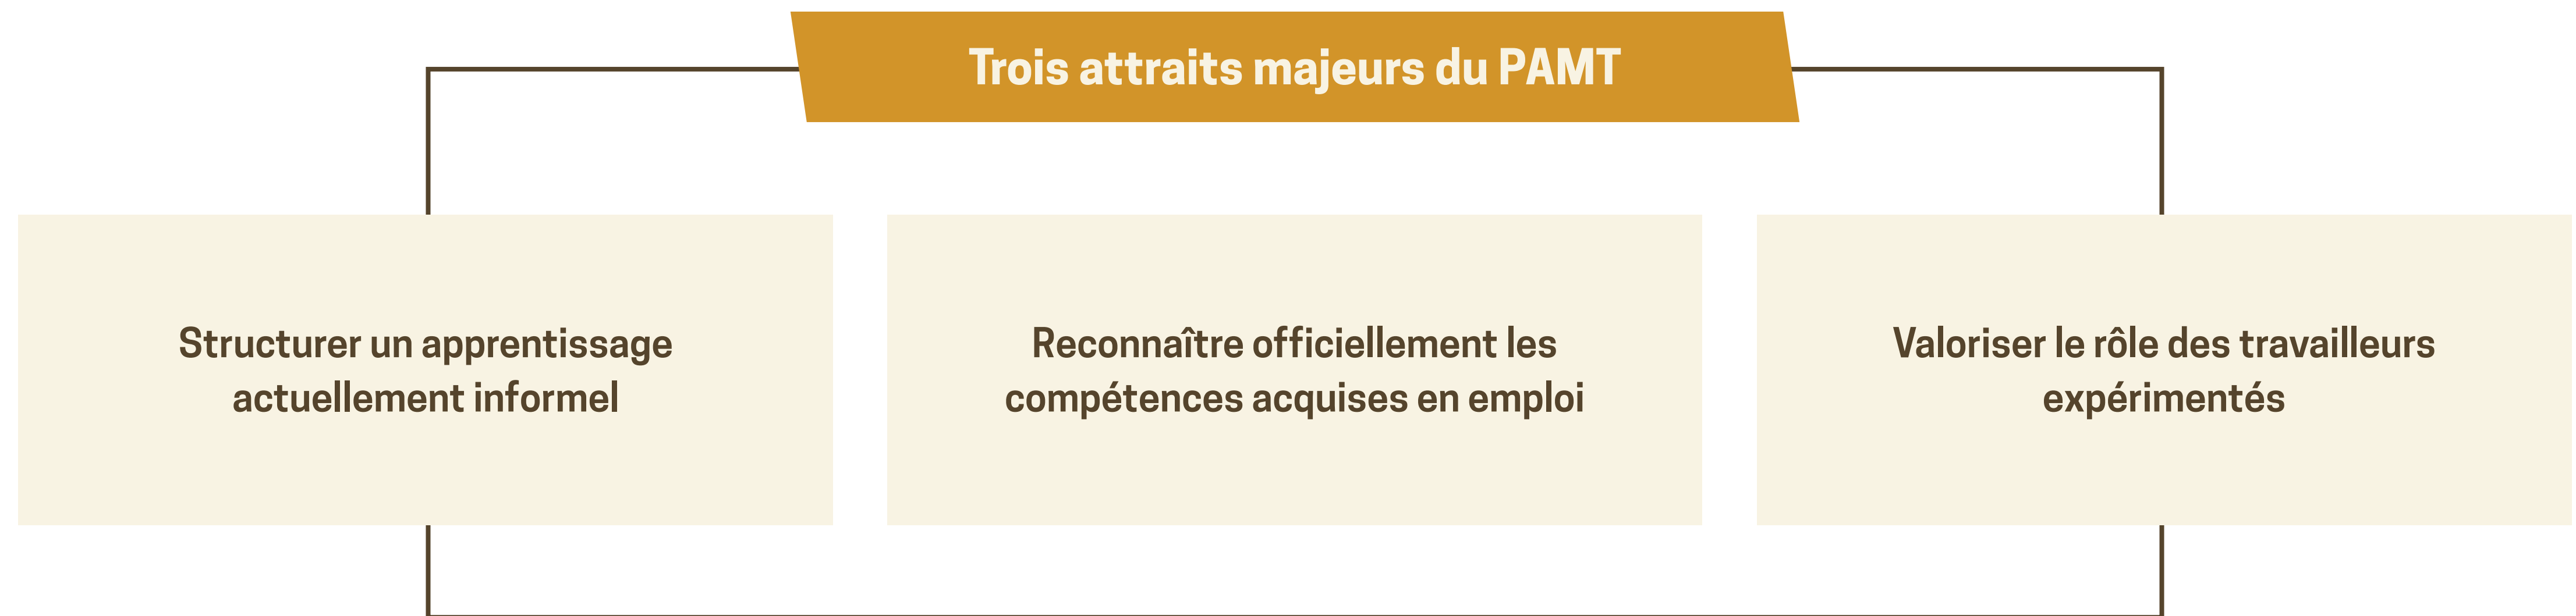 Trois attraits majeurs du PAMT
Structurer un apprentissage
actuellement informel
Reconnaître officiellement les
compétences acquises en emploi
Valoriser le rôle des travailleurs
expérimentés